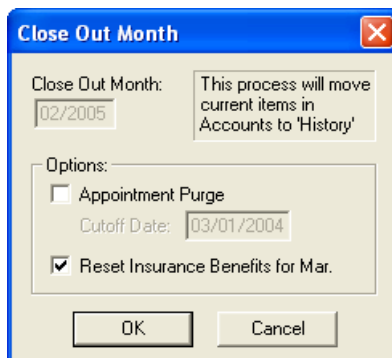 Close Out Month
Close Out Month:
02/2005
This process will move
current items in
Accounts to 'History'
Options:
Appointment Purge
Cutoff Date: 03/01/2004
Reset Insurance Benefits for Mar.
OK Cancel